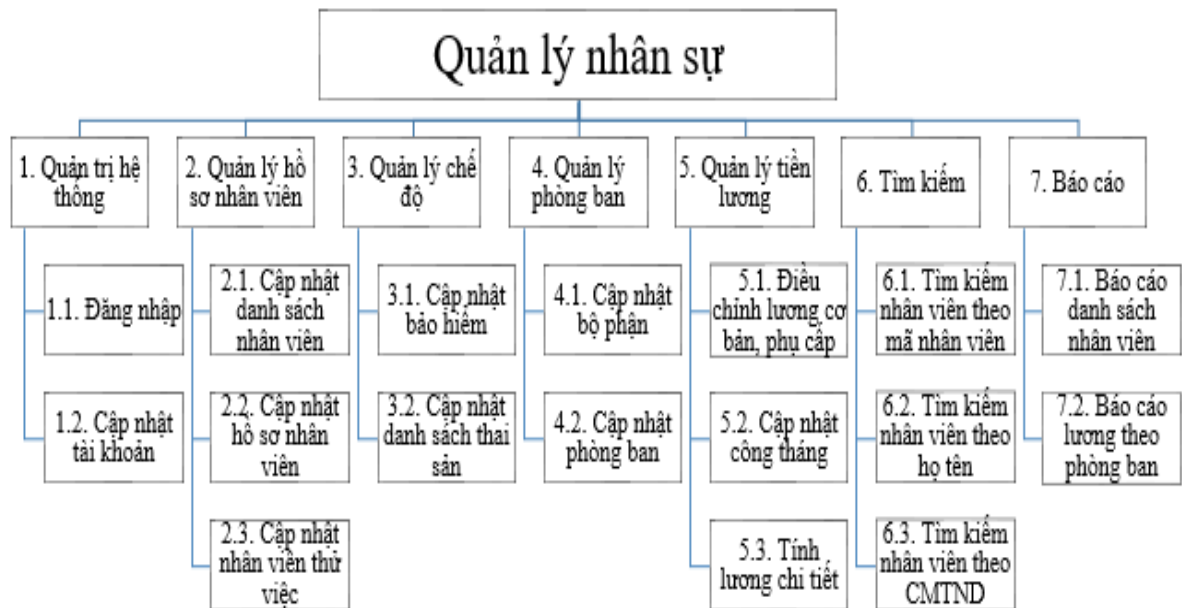 Quản lý nhân sự
1. Quản trị hệ
thống
2. Quản lý hồ
sơ nhân viên
3. Quản lý chế
độ
4. Quản lý
phòng ban
5. Quản lý tiền
lương
6. Tìm kiếm
7. Báo cáo
1.1. Đăng nhập
1.2. Cập nhật
tài khoản
2.1. Cập nhật
danh sách
nhân viên
2.2. Cập nhật
hồ sơ nhân
viên
2.3. Cập nhật
nhân viên thử
việc
3.1. Cập nhật
bảo hiểm
3.2. Cập nhật
danh sách thai
sản
4.1. Cập nhật
bộ phận
4.2. Cập nhật
phòng ban
5.1. Điều
chỉnh lương cơ
bản, phụ cấp
5.2. Cập nhật
công tháng
5.3. Tính
lương chi tiết
6.1. Tìm kiếm
nhân viên theo
mã nhân viên
6.2. Tìm kiếm
nhân viên theo
họ tên
6.3. Tìm kiếm
nhân viên theo
CMTND
7.1. Báo cáo
danh sách
nhân viên
7.2. Báo cáo
lương theo
phòng ban